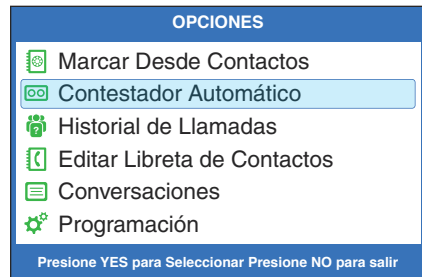 OPCIONES
Marcar Desde Contactos
Contestador Automático
Historial de Llamadas
Editar Libreta de Contactos
Conversaciones
Programación
Presione YES para Seleccionar Presione NO para salir